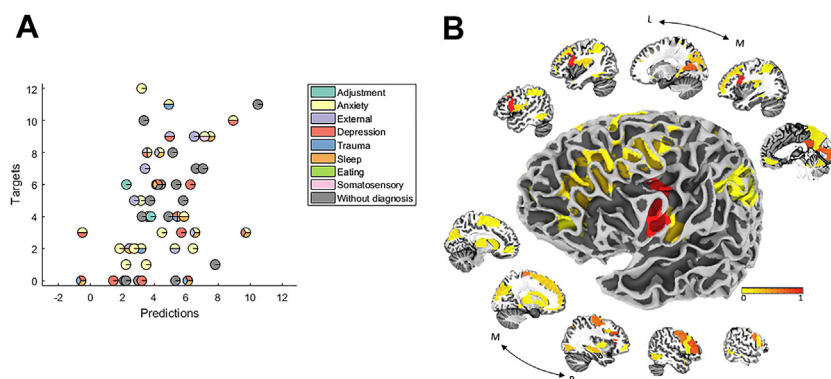 A
Targets
12
10
8
6
4
2
0
-2
0
2
4
6
8
10
12
Predictions
Adjustment
Anxiety
External
Depression
Trauma
Sleep
Eating
Somatosensory
Without diagnosis
B
L
M
0
1
M